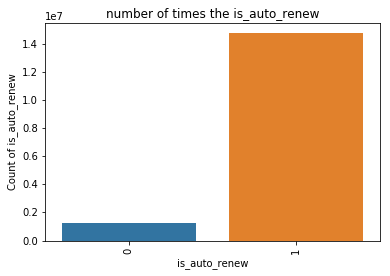 number of times the is_auto_renew
1e7
1.4
1.2
1.0
0.8
0.6
0.4
0.2
0.0
Count of is_auto_renew
0
1
is_auto_renew